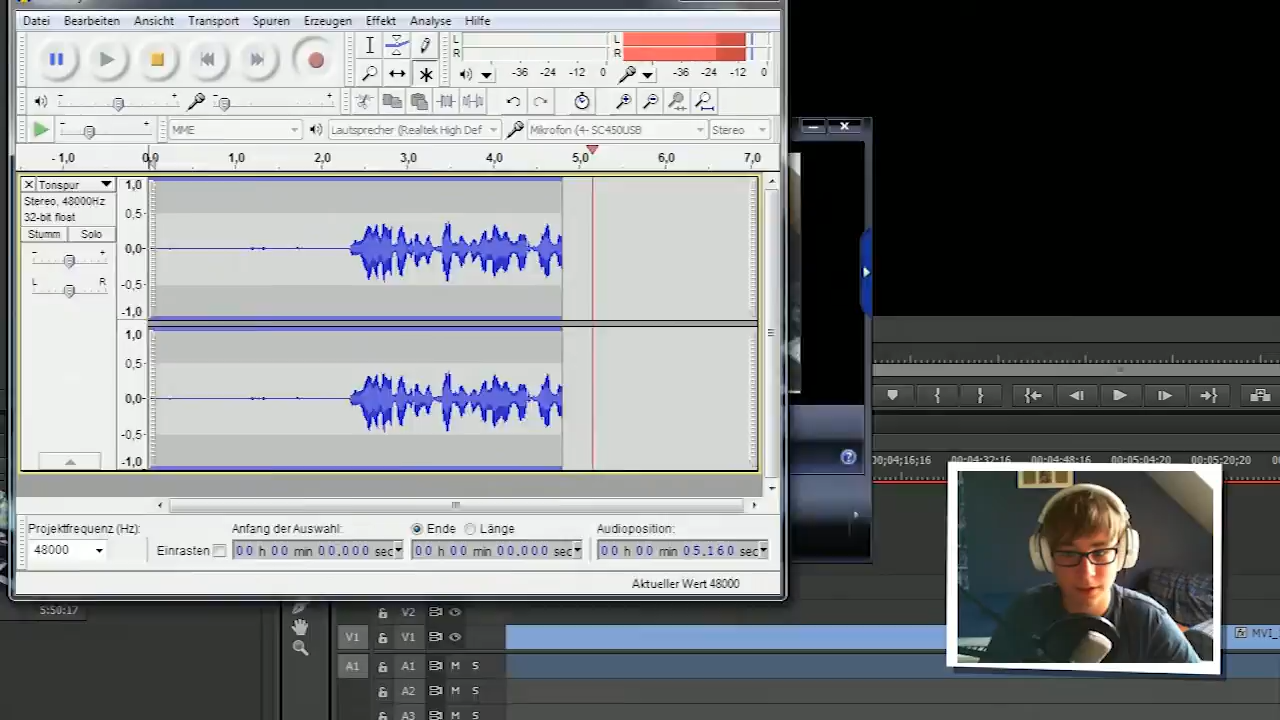 Datei Bearbeiten Ansicht Transport Spuren Erzeugen Effekt Analyse Hilfe
L
R
-36 -24 -12 0
L
R
-36 -24 -12 0
MME
Lautsprecher (Realtek High Def
Mikrofon (4- SC450USB
Stereo
-1,0 0,0 1,0 2,0 3,0 4,0 5,0 6,0 7,0
Tonspur
Stereo, 48000Hz
32-bit float
Stumm Solo
- +
L R
1,0
0,5
0,0
-0,5
-1,0
1,0
0,5
0,0
-0,5
-1,0
Projektfrequenz (Hz):
48000
Einrasten
Anfang der Auswahl:
00 h 00 min 00.000 sec
Ende Länge
00 h 00 min 00.000 sec
Audioposition:
00 h 00 min 05.160 sec
Aktueller Wert 48000
00:04:32:16 00:04:48:16 00:05:04:20 00:05:20:20
5:50:17
V2
V1 V1
MVI_
A1 A1 M S
A2 M S
A3 M S